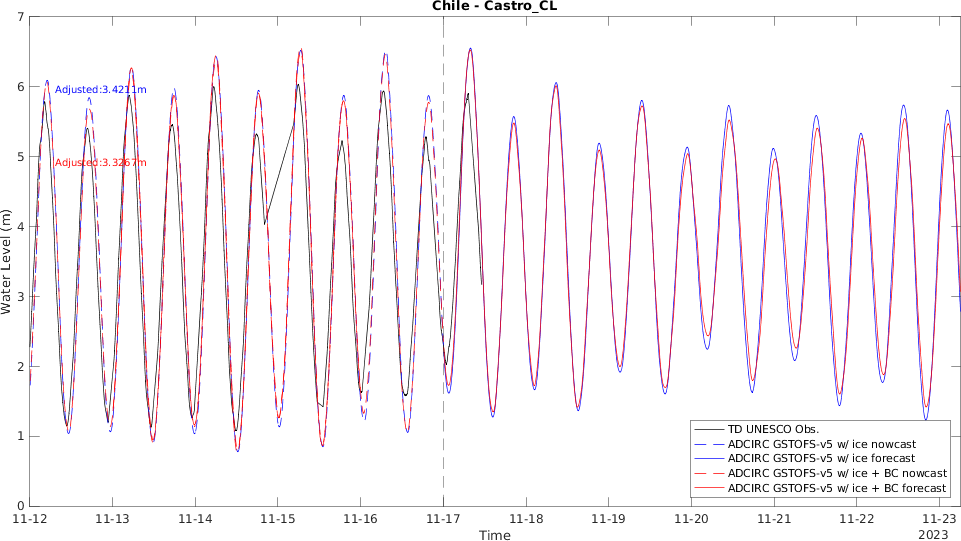 Chile - Castro_CL
7
6
5
4
3
2
1
0
Water Level (m)
Adjusted:3.4211m
Adjusted:3.3267m
TD UNESCO Obs.
ADCIRC GSTOFS-v5 w/ ice nowcast
ADCIRC GSTOFS-v5 w/ ice forecast
ADCIRC GSTOFS-v5 w/ ice + BC nowcast
ADCIRC GSTOFS-v5 w/ ice + BC forecast
11-12 11-13 11-14 11-15 11-16 11-17 11-18 11-19 11-20 11-21 11-22 11-23
Time
2023